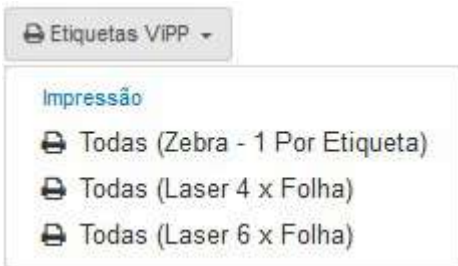 Etiquetas ViPP
Impressão
Todas (Zebra - 1 Por Etiqueta)
Todas (Laser 4 x Folha)
Todas (Laser 6 x Folha)